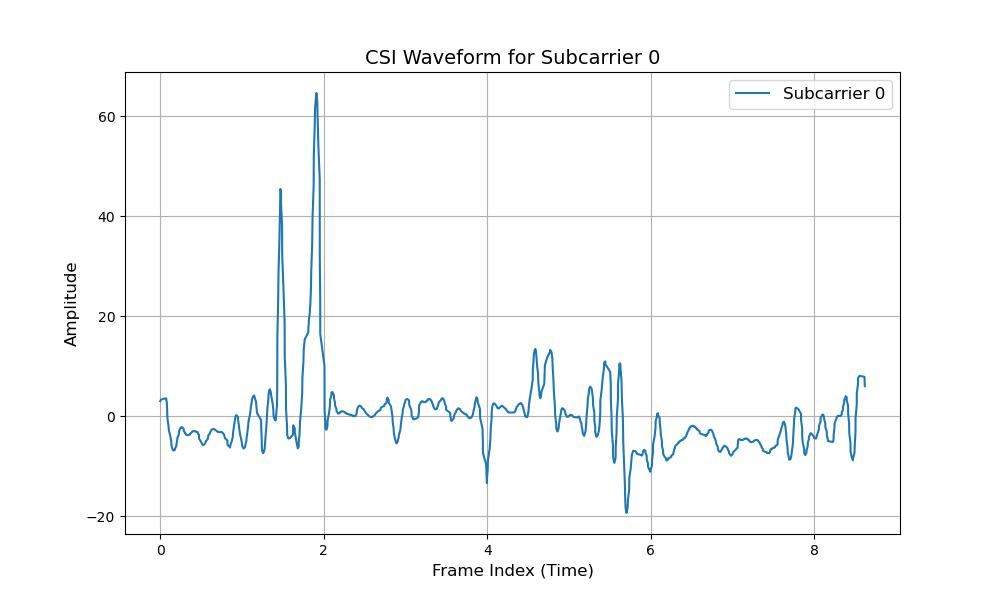 CSI Waveform for Subcarrier 0
Subcarrier 0
60
40
20
0
−20
Amplitude
0 2 4 6 8
Frame Index (Time)